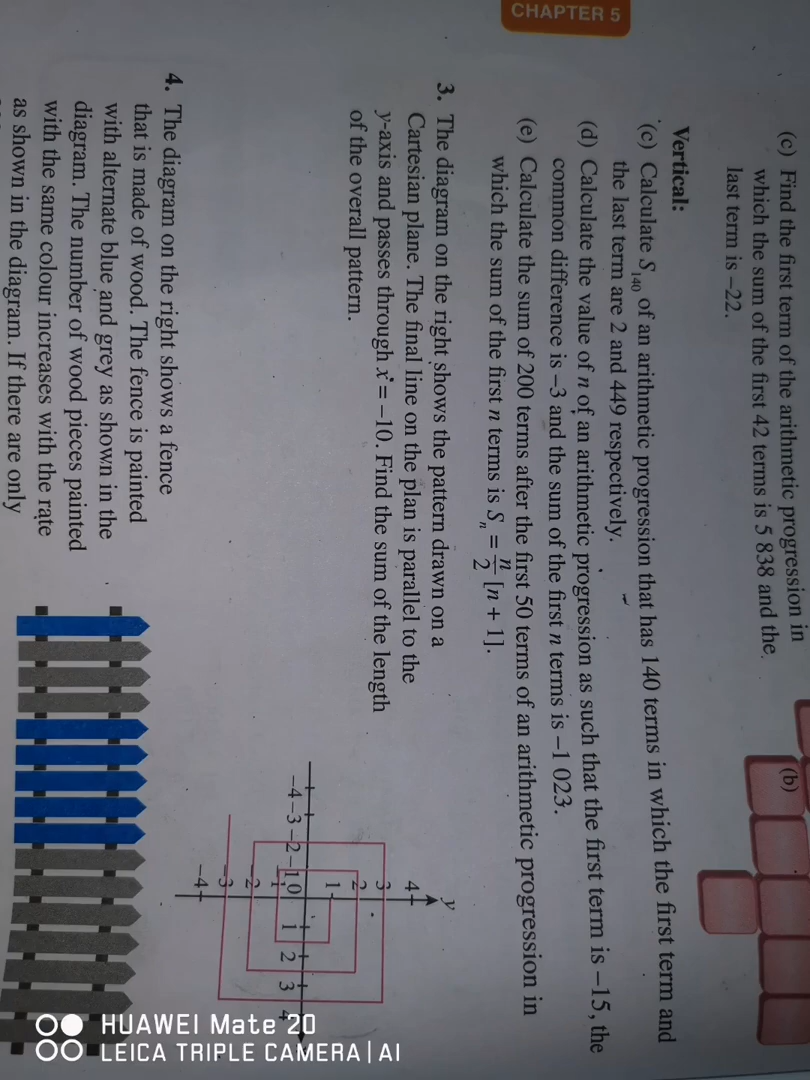 CHAPTER 5
(c) Find the first term of the arithmetic progression in
which the sum of the first 42 terms is 5 838 and the
last term is –22.
(b)
Vertical:
(c) Calculate S140 of an arithmetic progression that has 140 terms in which the first term and
the last term are 2 and 449 respectively.
(d) Calculate the value of n of an arithmetic progression as such that the first term is –15, the
common difference is –3 and the sum of the first n terms is –1 023.
(e) Calculate the sum of 200 terms after the first 50 terms of an arithmetic progression in
which the sum of the first n terms is Sn = n/2 [n + 1].
3. The diagram on the right shows the pattern drawn on a
Cartesian plane. The final line on the plan is parallel to the
y-axis and passes through x = –10. Find the sum of the length
of the overall pattern.
y
4
3
2
1
–4 –3 –2 –1 0 1 2 3 4
–1
–2
–3
–4
4. The diagram on the right shows a fence
that is made of wood. The fence is painted
with alternate blue and grey as shown in the
diagram. The number of wood pieces painted
with the same colour increases with the rate
as shown in the diagram. If there are only
HUAWEI Mate 20
LEICA TRIPLE CAMERA | AI